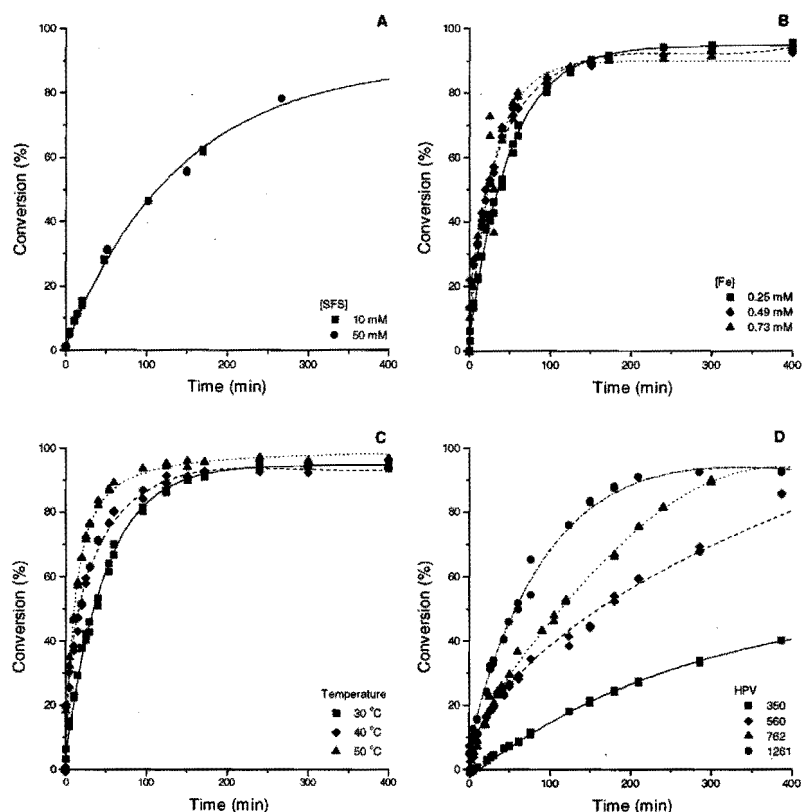 A
100
80
60
40
20
0
Conversion (%)
[SFS]
10 mM
50 mM
0 100 200 300 400
Time (min)
B
100
80
60
40
20
0
Conversion (%)
[Fe]
0.25 mM
0.49 mM
0.73 mM
0 100 200 300 400
Time (min)
C
100
80
60
40
20
0
Conversion (%)
Temperature
30 °C
40 °C
50 °C
0 100 200 300 400
Time (min)
D
100
80
60
40
20
0
Conversion (%)
HPV
350
560
762
1261
0 100 200 300 400
Time (min)